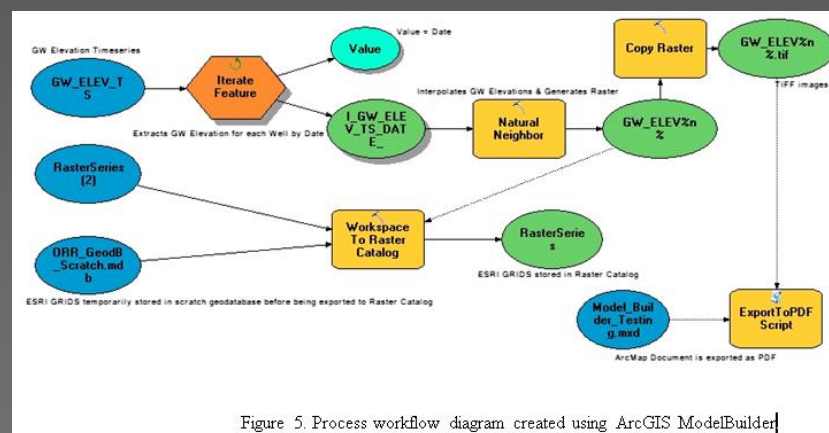 GW Elevation Timeseries
GW_ELEV_T
S
Iterate
Feature
Extracts GW Elevation for each Well by Date
Value
Value = Date
I_GW_ELE
V_TS_DATE
_
Interpolates GW Elevations & Generates Raster
Natural
Neighbor
GW_ELEV%n
%
Copy Raster
GW_ELEV%n
%.tif
TIFF images
RasterSeries
(2)
ORR_GeodB
_Scratch.md
b
Workspace
To Raster
Catalog
RasterSerie
s
ESRI GRIDS stored in Raster Catalog
ESRI GRIDS temporarily stored in scratch geodatabase before being exported to Raster Catalog
Model_Buil
der_Testin
g.mxd
ExportToPDF
Script
ArcMap Document is exported as PDF
Figure 5. Process workflow diagram created using ArcGIS ModelBuilder